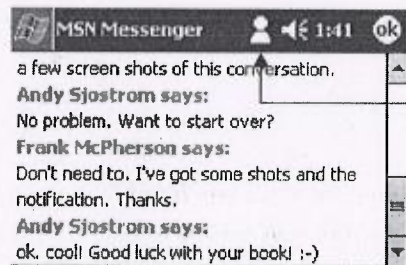 MSN Messenger 1:41 ok
a few screen shots of this conversation.
Andy Sjostrom says:
No problem. Want to start over?
Frank McPherson says:
Don't need to. I've got some shots and the
notification. Thanks.
Andy Sjostrom says:
ok. cool! Good luck with your book! :-)